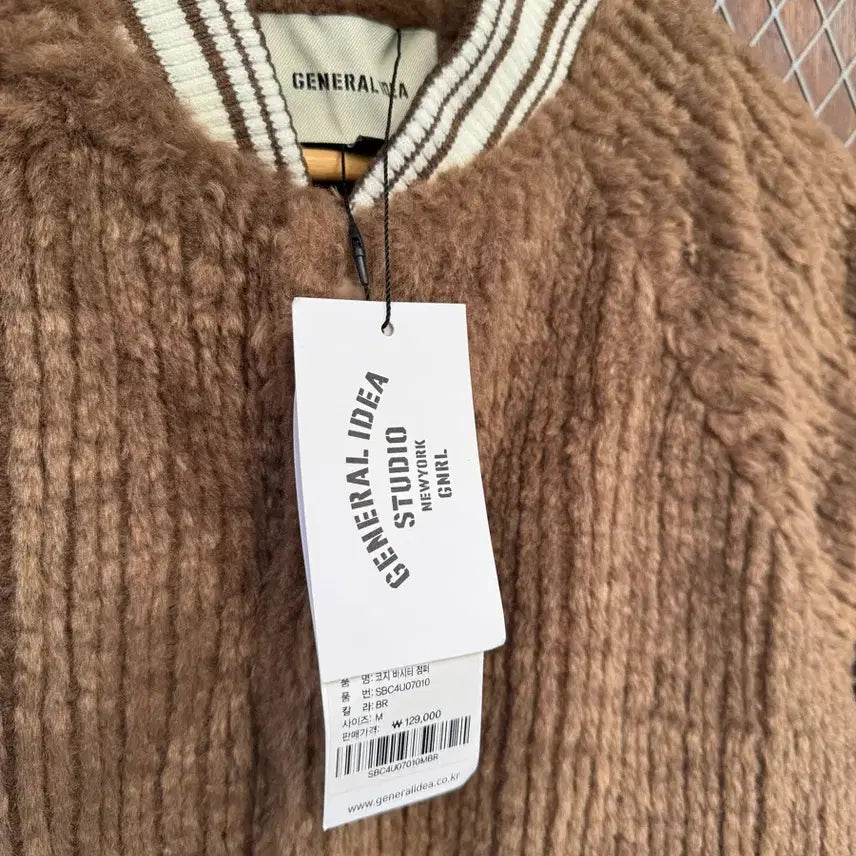 GENERAL IDEA
GENERAL IDEA
STUDIO
NEWYORK
GNRL
품 명: 코지 비시티 점퍼
품 번: SBC4U07010
칼 라: BR
사이즈: M
판매가격: ₩129,000
SBC4U07010MBR
www.generalidea.co.kr